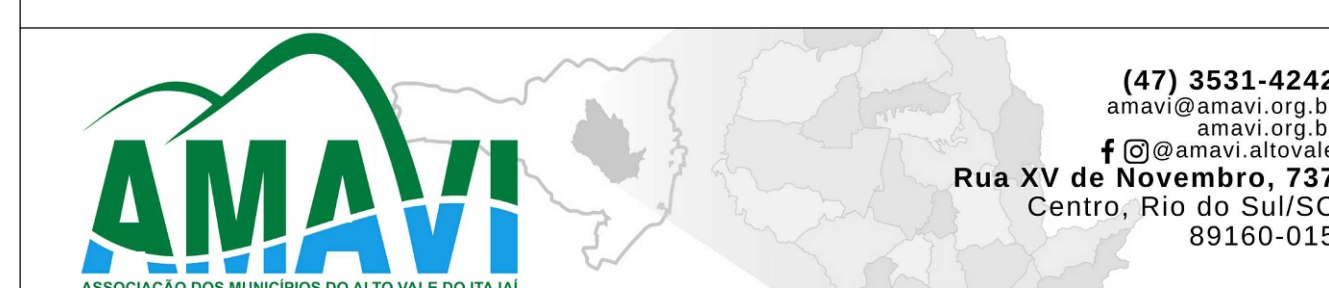 AMAVI
ASSOCIAÇÃO DOS MUNICÍPIOS DO ALTO VALE DO ITAJAÍ
(47) 3531-4242
amavi@amavi.org.b
amavi.org.b
@amavi.altovale
Rua XV de Novembro, 737
Centro, Rio do Sul/SC
89160-015